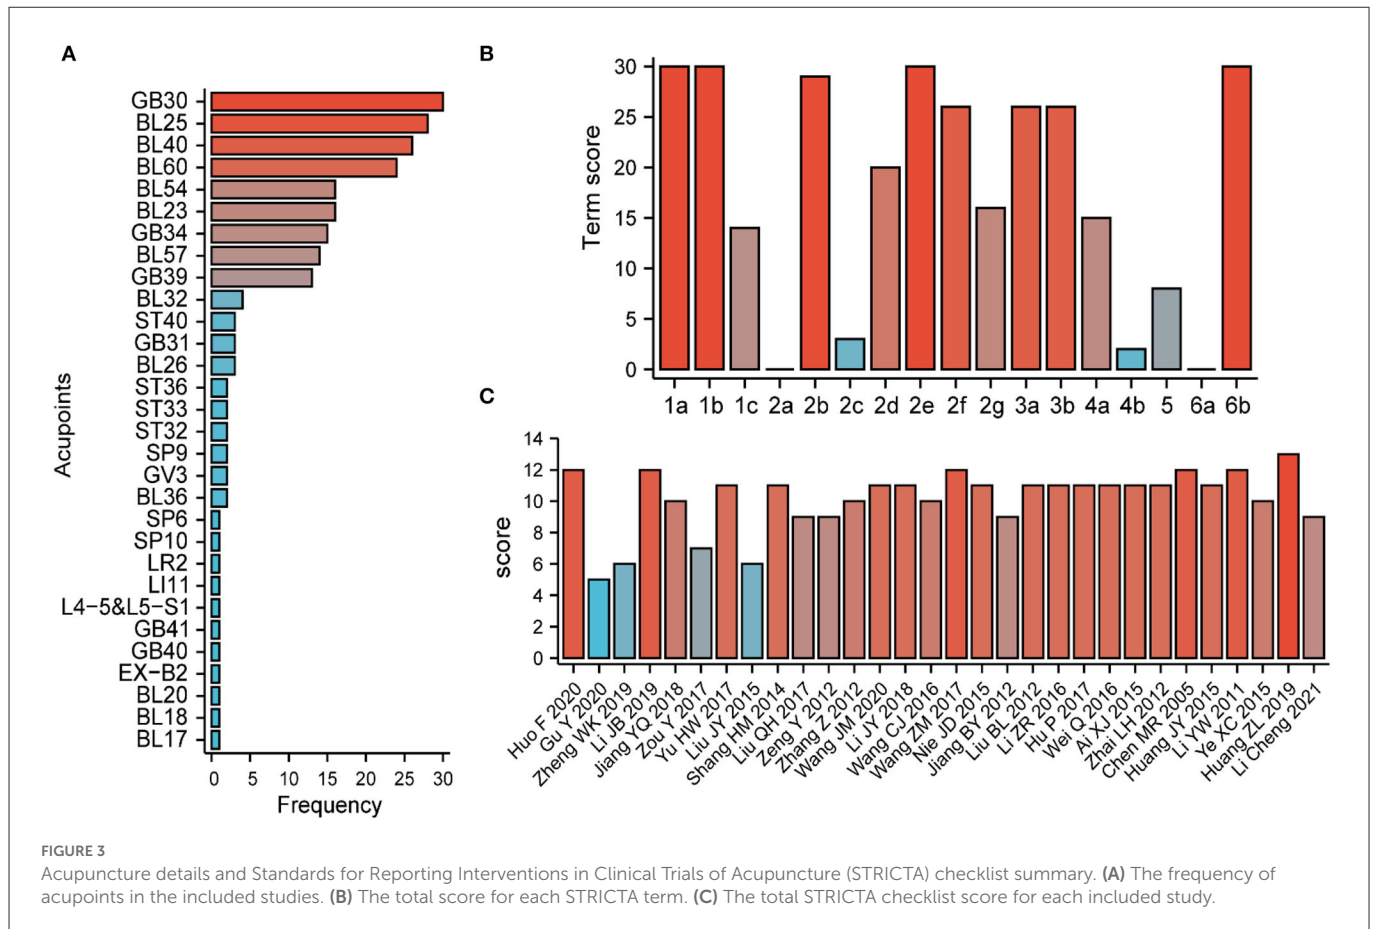 A
GB30
BL25
BL40
BL60
BL54
BL23
GB34
BL57
GB39
BL32
ST40
GB31
BL26
ST36
ST33
ST32
SP9
GV3
BL36
SP6
SP10
LR2
LI11
L4−5&L5−S1
GB41
GB40
EX−B2
BL20
BL18
BL17
Acupoints
0 5 10 15 20 25 30
Frequency
B
30
25
20
15
10
5
0
Term score
1a 1b 1c 2a 2b 2c 2d 2e 2f 2g 3a 3b 4a 4b 5 6a 6b
C
14
12
10
8
6
4
2
0
score
Huo F 2020
Gu Y 2020
Zheng WK 2019
Li JB 2019
Jiang YQ 2018
Zou Y 2017
Yu HW 2017
Liu JY 2015
Shang HM 2014
Liu QH 2017
Zeng Y 2012
Zhang Z 2012
Wang JM 2020
Li JY 2018
Wang CJ 2016
Wang ZM 2017
Nie JD 2015
Jiang BY 2012
Liu BL 2012
Li ZR 2016
Hu P 2017
Wei Q 2016
Ai XJ 2015
Zhai LH 2012
Chen MR 2005
Huang JY 2015
Li YW 2011
Ye XC 2015
Huang ZL 2019
Li Cheng 2021
FIGURE 3
Acupuncture details and Standards for Reporting Interventions in Clinical Trials of Acupuncture (STRICTA) checklist summary. (A) The frequency of
acupoints in the included studies. (B) The total score for each STRICTA term. (C) The total STRICTA checklist score for each included study.